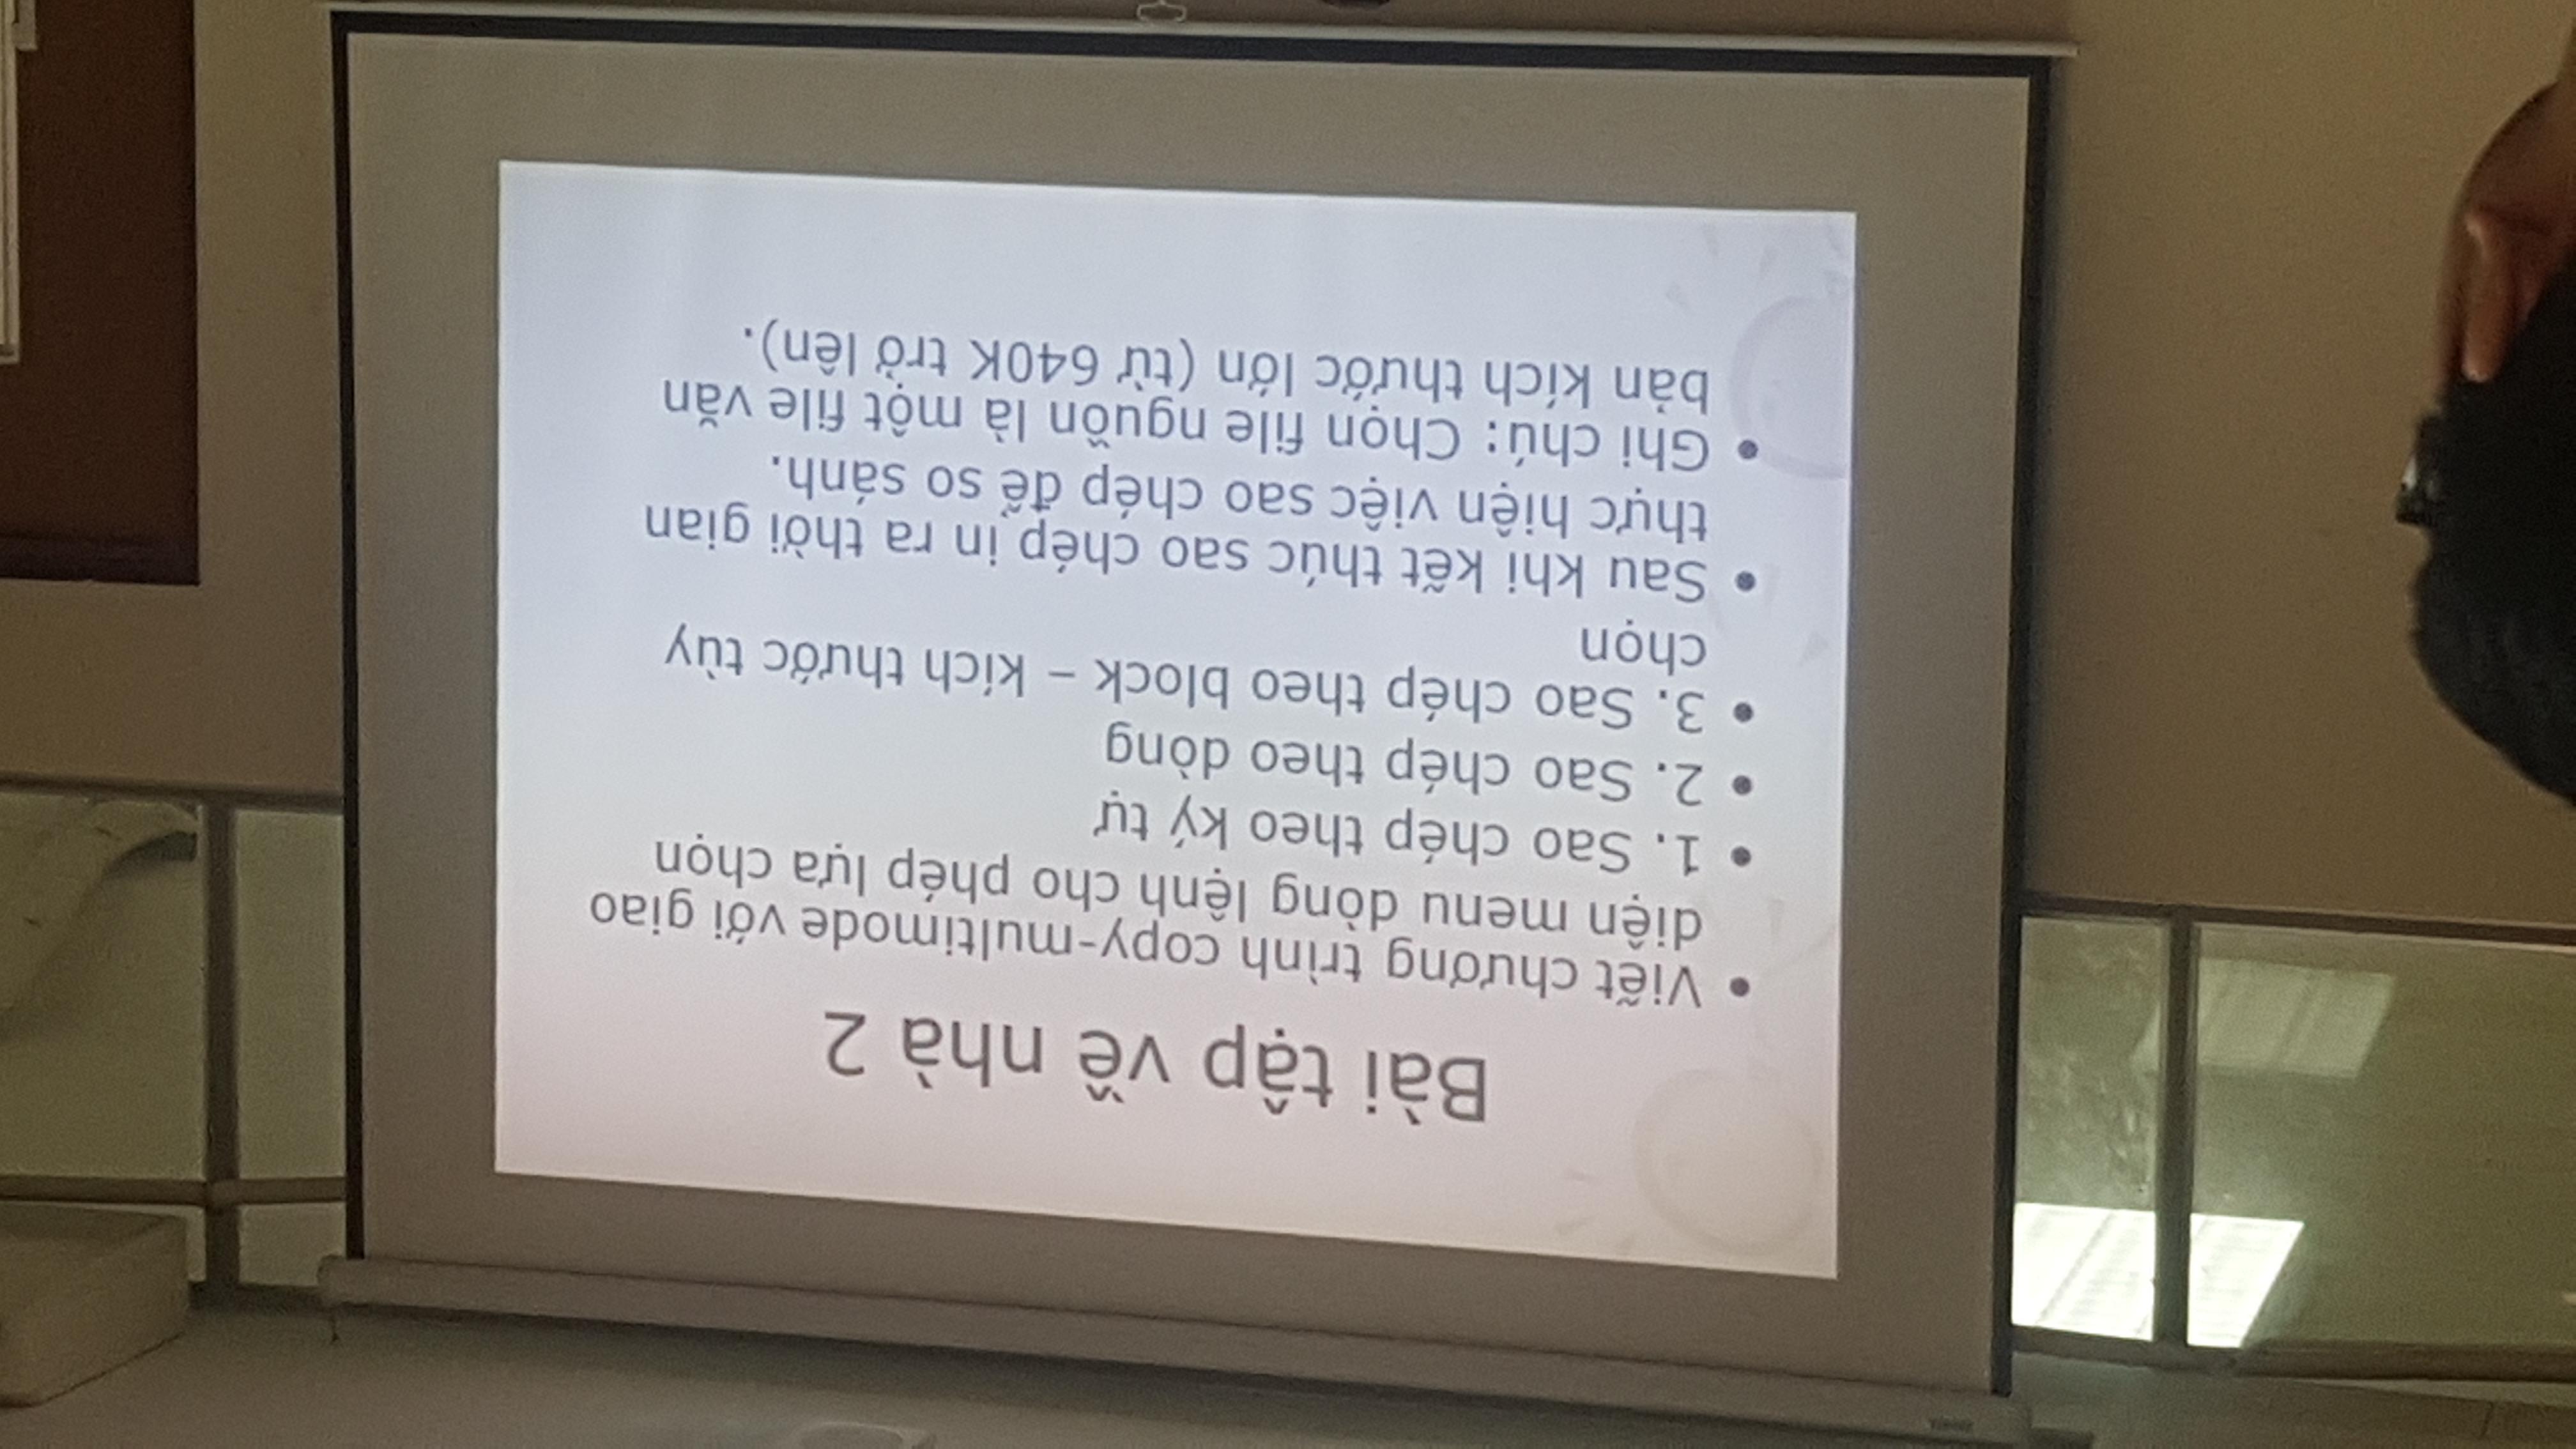 Bài tập về nhà 2
• Viết chương trình copy-multimode với giao
diện menu dòng lệnh cho phép lựa chọn
• 1. Sao chép theo ký tự
• 2. Sao chép theo dòng
• 3. Sao chép theo block – kích thước tùy
chọn
• Sau khi kết thúc sao chép in ra thời gian
thực hiện việc sao chép để so sánh.
• Ghi chú: Chọn file nguồn là một file văn
bản kích thước lớn (từ 640K trở lên).